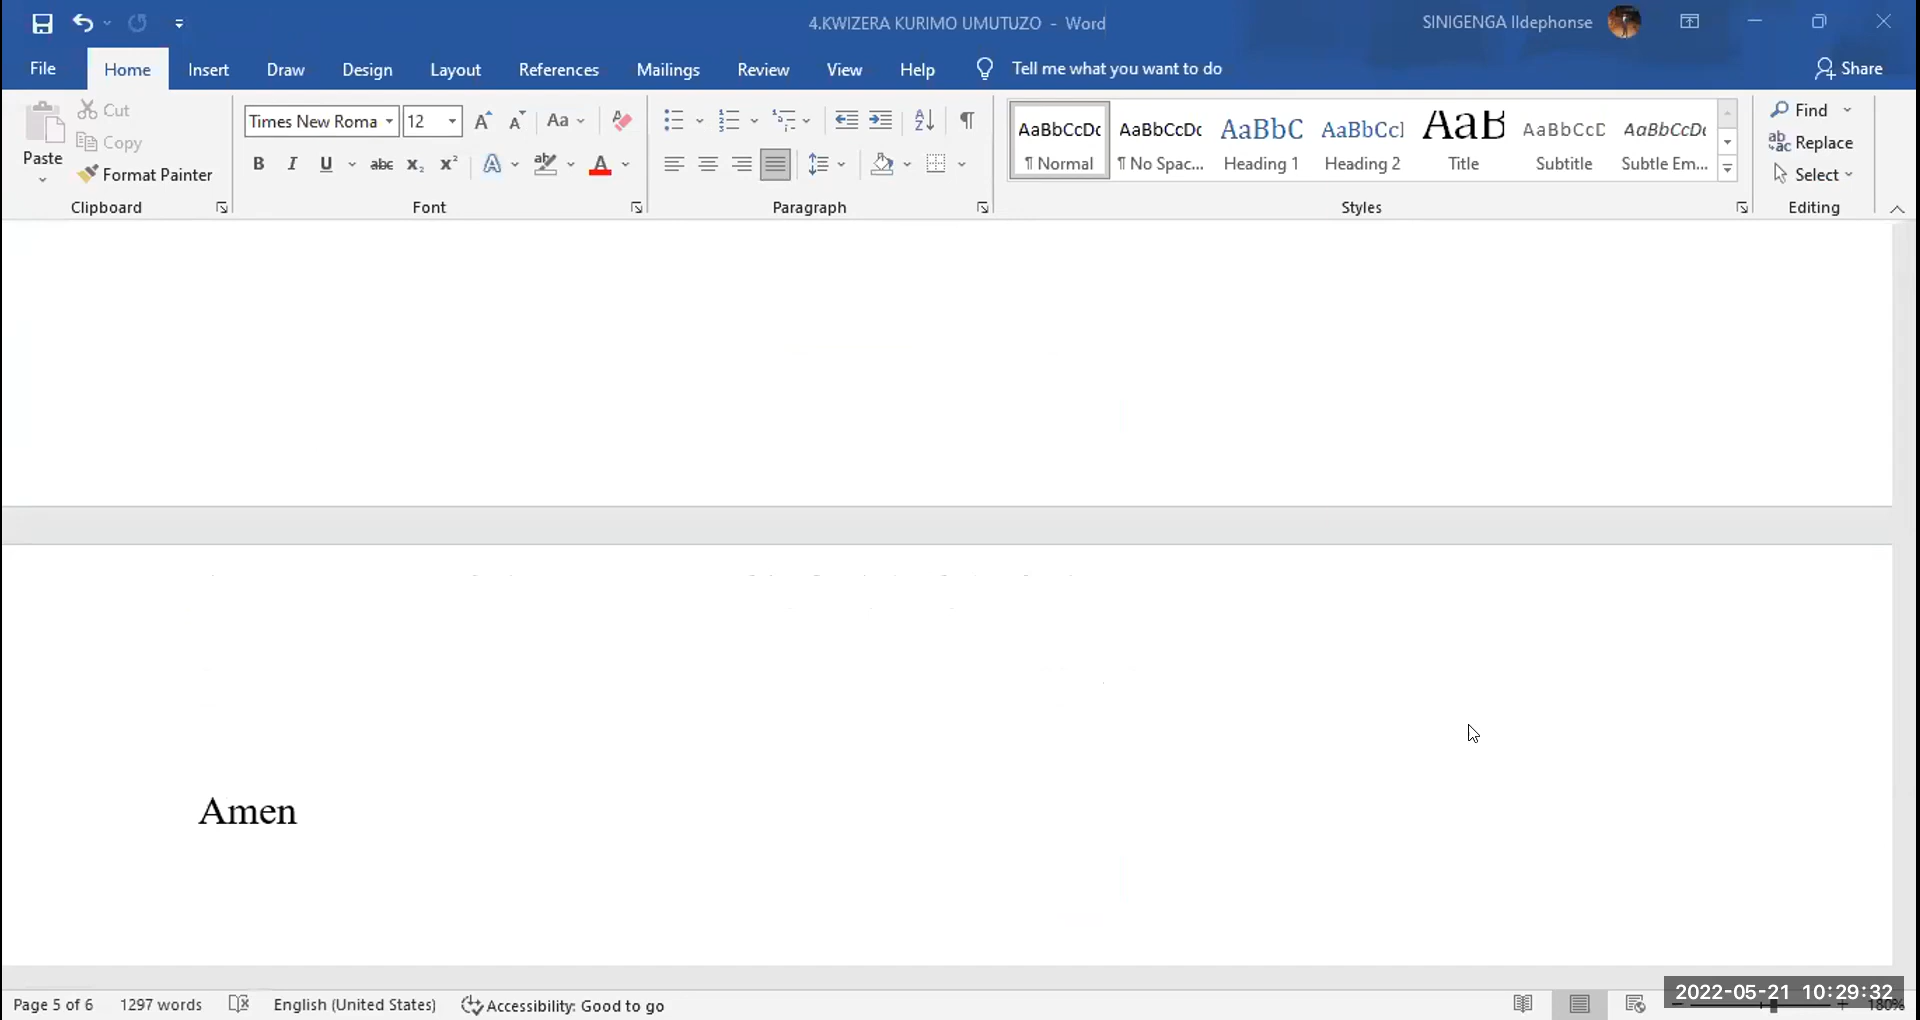 4.KWIZERA KURIMO UMUTUZO - Word
SINIGENGA Ildephonse
File Home Insert Draw Design Layout References Mailings Review View Help Tell me what you want to do Share
Paste
Cut
Copy
Format Painter
Clipboard
Times New Roma 12
Font
Paragraph
AaBbCcDc AaBbCcDc AaBbC AaBbCcl AaB AaBbCcD AaBbCcDc
¶ Normal ¶ No Spac... Heading 1 Heading 2 Title Subtitle Subtle Em...
Styles
Find
Replace
Select
Editing
Amen
Page 5 of 6 1297 words English (United States) Accessibility: Good to go
2022-05-21 10:29:32
180%